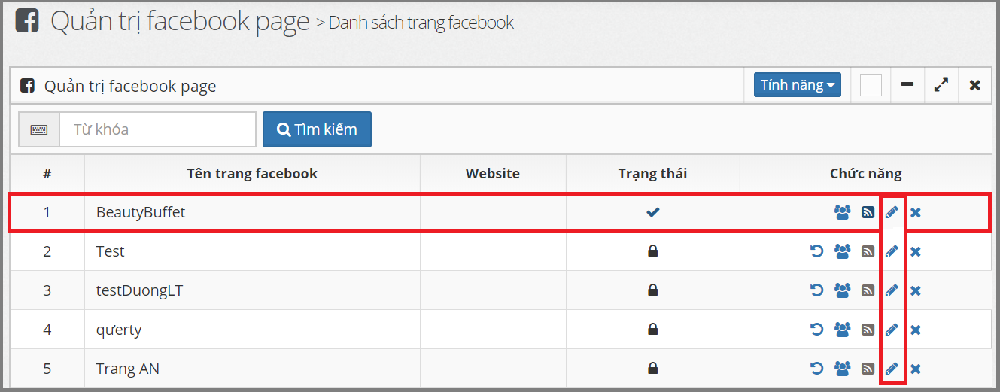 Quản trị facebook page > Danh sách trang facebook
Quản trị facebook page Tính năng
Từ khóa Tìm kiếm
# Tên trang facebook Website Trạng thái Chức năng
1 BeautyBuffet
2 Test
3 testDuongLT
4 qưerty
5 Trang AN